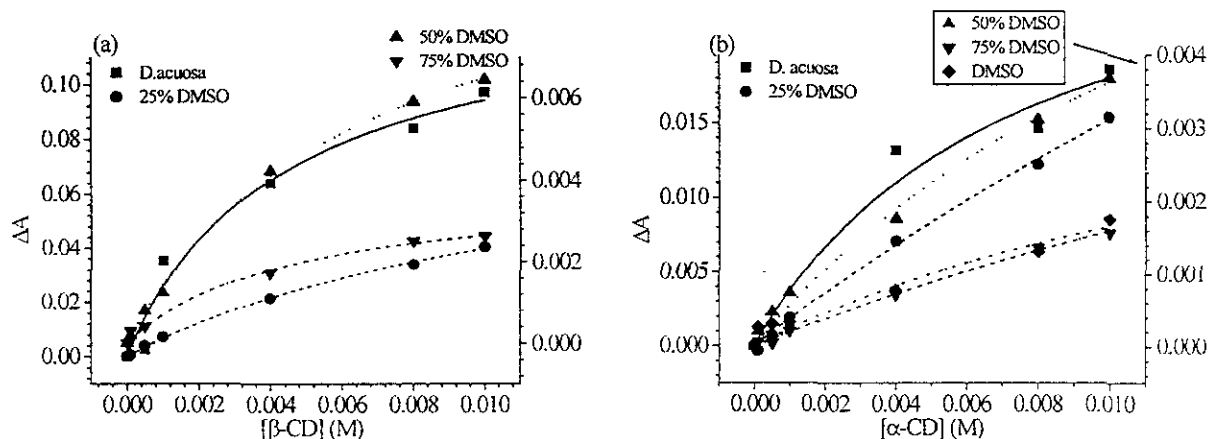 (a)
50% DMSO
75% DMSO
D.acuosa
25% DMSO
0.10
0.08
0.06
0.04
0.02
0.00
ΔA
0.006
0.004
0.002
0.000
0.000 0.002 0.004 0.006 0.008 0.010
[β-CD] (M)
(b)
50% DMSO
75% DMSO
DMSO
D. acuosa
25% DMSO
0.015
0.010
0.005
0.000
ΔA
0.004
0.003
0.002
0.001
0.000
0.000 0.002 0.004 0.006 0.008 0.010
[α-CD] (M)